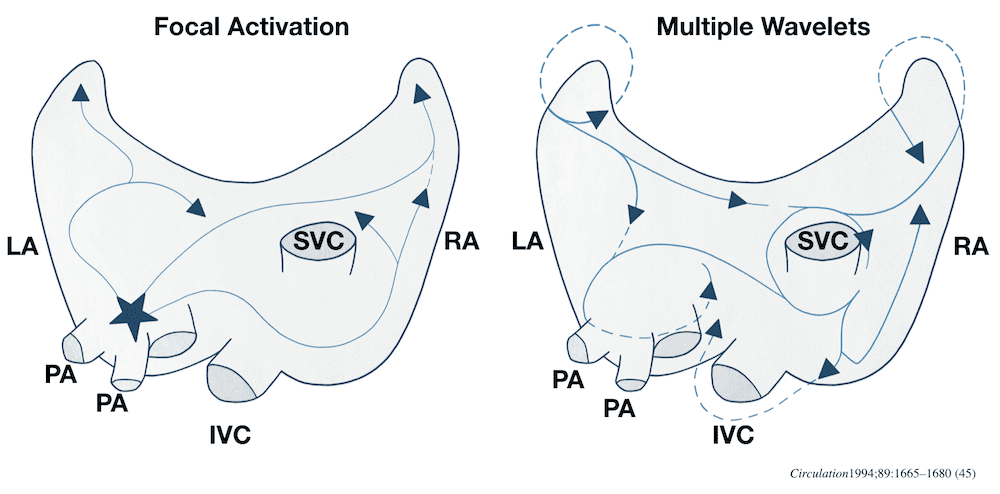 Focal Activation
LA
SVC
RA
PA
PA
IVC
Multiple Wavelets
LA
SVC
RA
PA
PA
IVC
Circulation1994;89:1665–1680 (45)